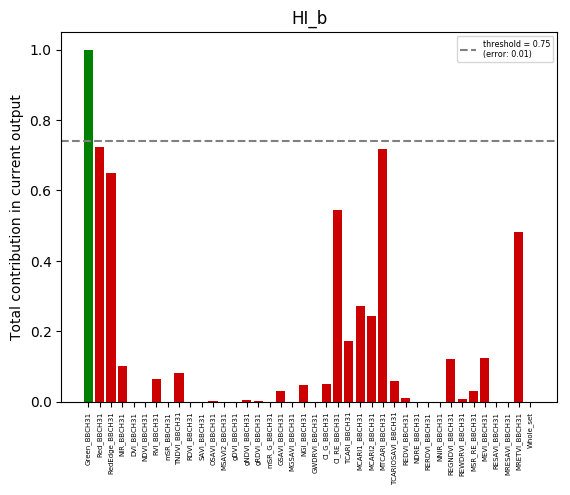 HI_b
Total contribution in current output
1.0
0.8
0.6
0.4
0.2
0.0
threshold = 0.75
(error: 0.01)
Green_BBCH31
Red_BBCH31
RedEdge_BBCH31
NIR_BBCH31
DVI_BBCH31
NDVI_BBCH31
RVI_BBCH31
mSR_BBCH31
TNDVI_BBCH31
RDVI_BBCH31
SAVI_BBCH31
OSAVI_BBCH31
MSAVI2_BBCH31
gDVI_BBCH31
gNDVI_BBCH31
gRDVI_BBCH31
mSR_G_BBCH31
GSAVI_BBCH31
MGSAVI_BBCH31
NGI_BBCH31
GWDRVI_BBCH31
CI_G_BBCH31
CI_RE_BBCH31
TCARI_BBCH31
MCARI1_BBCH31
MCARI2_BBCH31
MTCARI_BBCH31
TCARIOSAVI_BBCH31
REDVI_BBCH31
NDRE_BBCH31
RERDVI_BBCH31
NNIR_BBCH31
REGNDVI_BBCH31
REWDRVI_BBCH31
MSR_RE_BBCH31
MEVI_BBCH31
RESAVI_BBCH31
MRESAVI_BBCH31
MRETVI_BBCH31
Whole_set